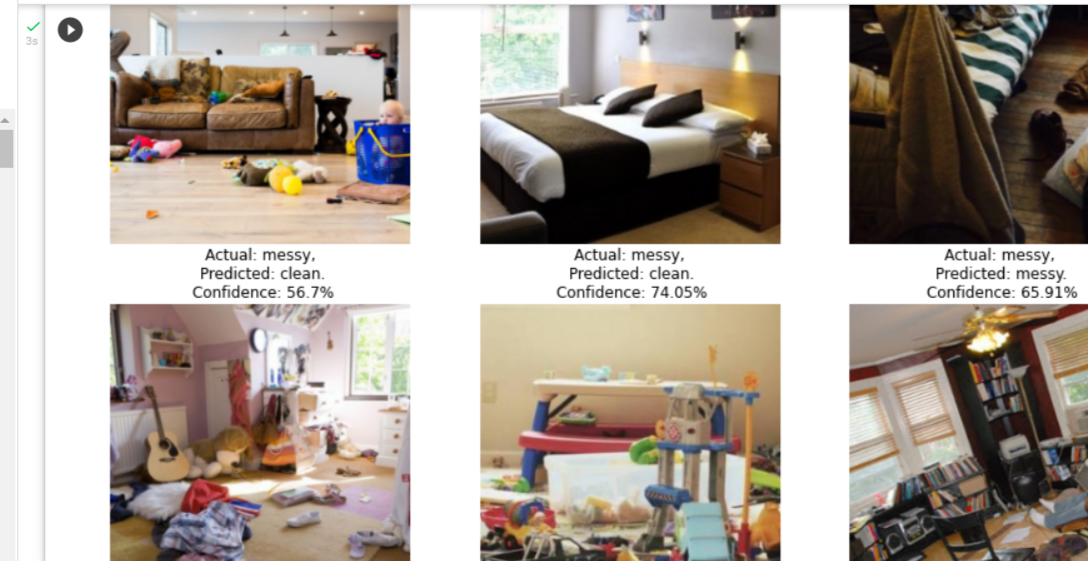 3s
Actual: messy,
Predicted: clean.
Confidence: 56.7%
Actual: messy,
Predicted: clean.
Confidence: 74.05%
Actual: messy,
Predicted: messy.
Confidence: 65.91%